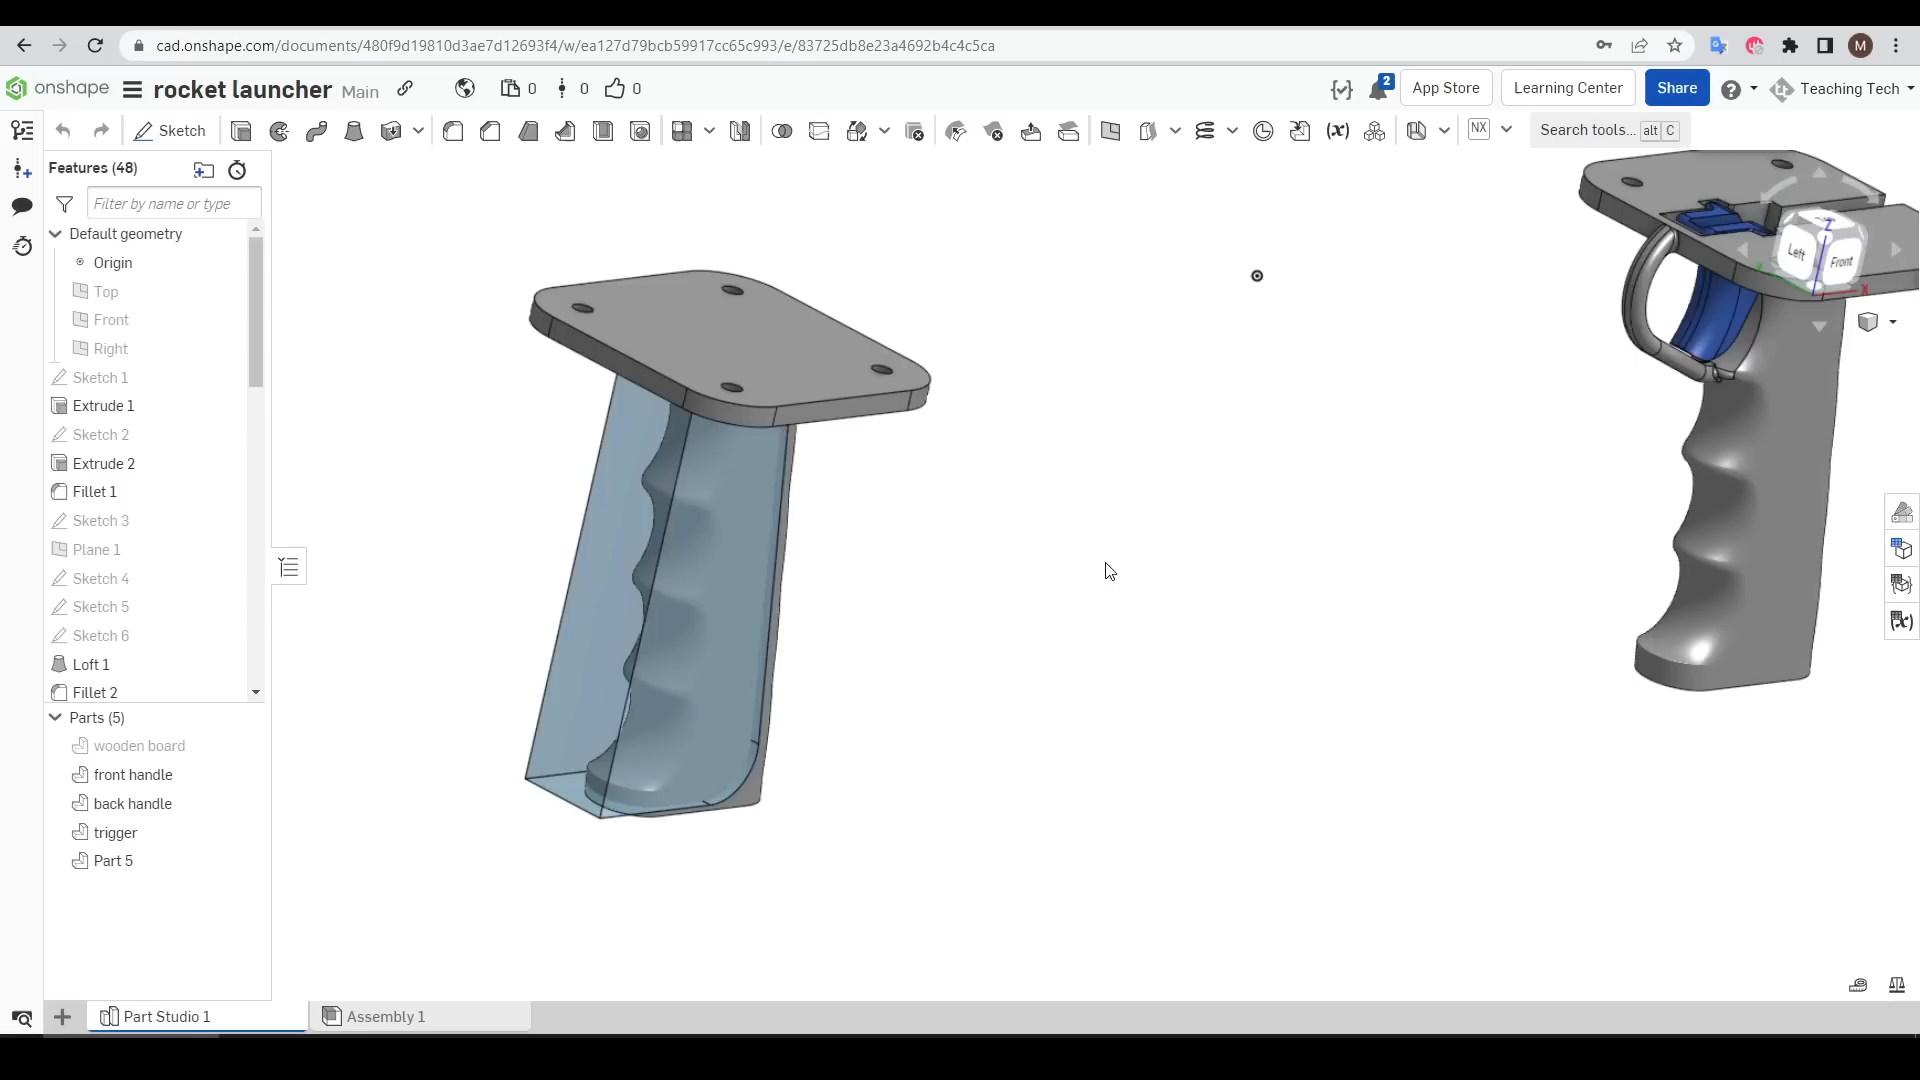 cad.onshape.com/documents/480f9d19810d3ae7d12693f4/w/ea127d79bcb59917cc65c993/e/83725db8e23a4692b4c4c5ca
M
onshape
rocket launcher Main
0
0
0
2
App Store
Learning Center
Share
Teaching Tech
Sketch
(x)
NX
Search tools... alt C
Features (48)
Filter by name or type
Default geometry
Origin
Top
Front
Right
Sketch 1
Extrude 1
Sketch 2
Extrude 2
Fillet 1
Sketch 3
Plane 1
Sketch 4
Sketch 5
Sketch 6
Loft 1
Fillet 2
Parts (5)
wooden board
front handle
back handle
trigger
Part 5
Z
Left
Front
X
(x)
Part Studio 1
Assembly 1